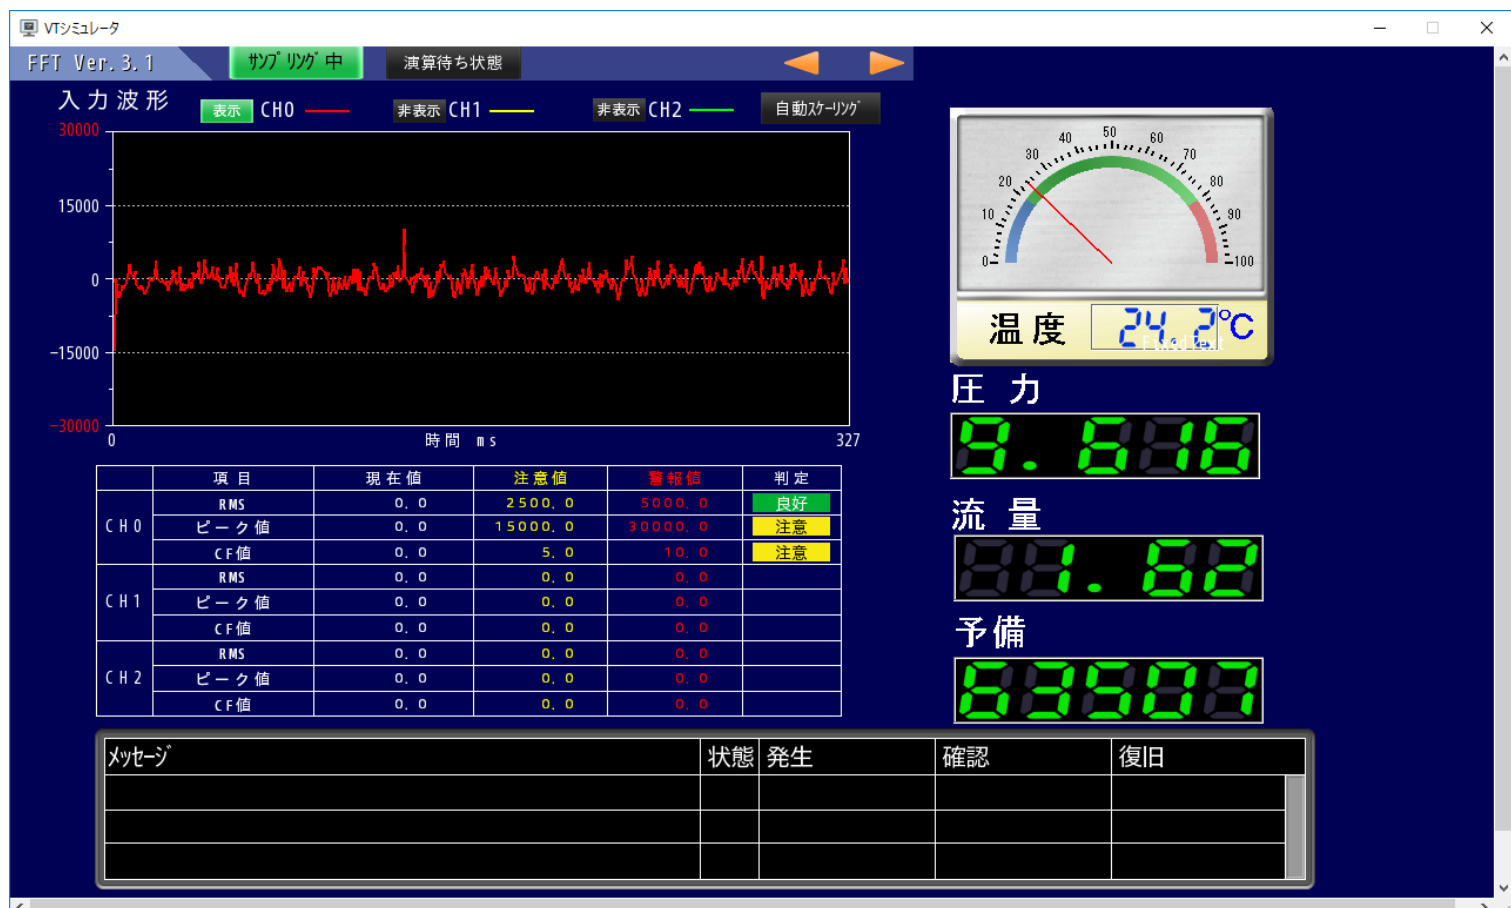 VTシミュレータ
FFT Ver.3.1 ｻﾝﾌﾟﾘﾝｸﾞ中 演算待ち状態
入力波形 表示 CH0 非表示 CH1 非表示 CH2 自動ｽｹｰﾘﾝｸﾞ
30000
15000
0
-15000
-30000
0 時間 ms 327
項目 現在値 注意値 警報値 判定
CH0 RMS 0.0 2500.0 5000.0 良好
ピーク値 0.0 15000.0 30000.0 注意
CF値 0.0 5.0 10.0 注意
CH1 RMS 0.0 0.0 0.0
ピーク値 0.0 0.0 0.0
CF値 0.0 0.0 0.0
CH2 RMS 0.0 0.0 0.0
ピーク値 0.0 0.0 0.0
CF値 0.0 0.0 0.0
0 10 20 30 40 50 60 70 80 90 100
温度 24.2℃
FixedText
圧力
9.616
流量
1.62
予備
63507
ﾒｯｾｰｼﾞ 状態 発生 確認 復旧